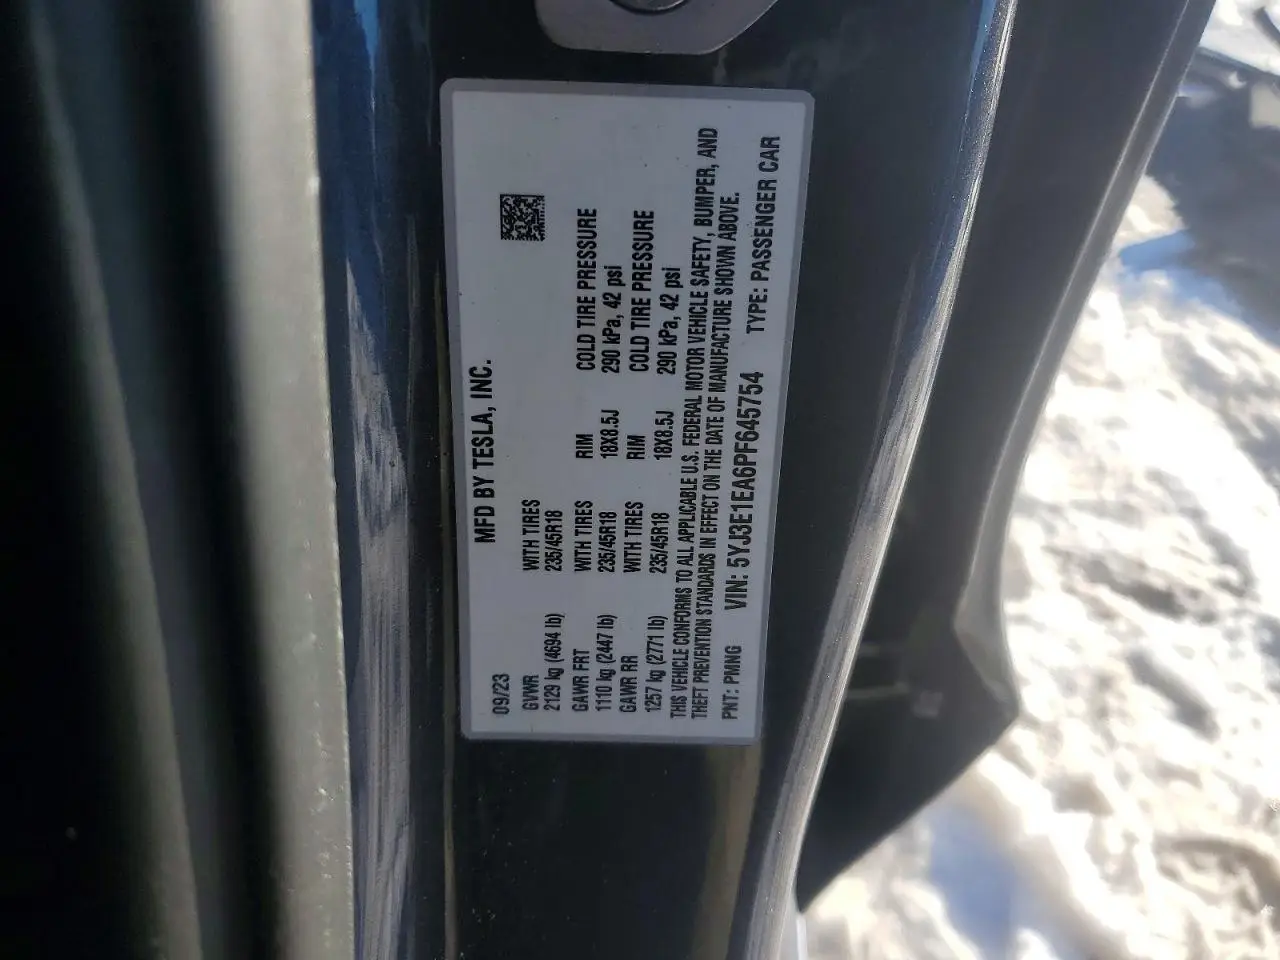 MFD BY TESLA, INC.
09/23
GVWR WITH TIRES RIM COLD TIRE PRESSURE
2129 kg (4694 lb) 235/45R18
GAWR FRT WITH TIRES RIM COLD TIRE PRESSURE
1110 kg (2447 lb) 235/45R18 18X8.5J 290 kPa, 42 psi
GAWR RR WITH TIRES RIM COLD TIRE PRESSURE
1257 kg (2771 lb) 235/45R18 18X8.5J 290 kPa, 42 psi
THIS VEHICLE CONFORMS TO ALL APPLICABLE U.S. FEDERAL MOTOR VEHICLE SAFETY, BUMPER, AND
THEFT PREVENTION STANDARDS IN EFFECT ON THE DATE OF MANUFACTURE SHOWN ABOVE.
PNT: PMNG VIN: 5YJ3E1EA6PF645754 TYPE: PASSENGER CAR